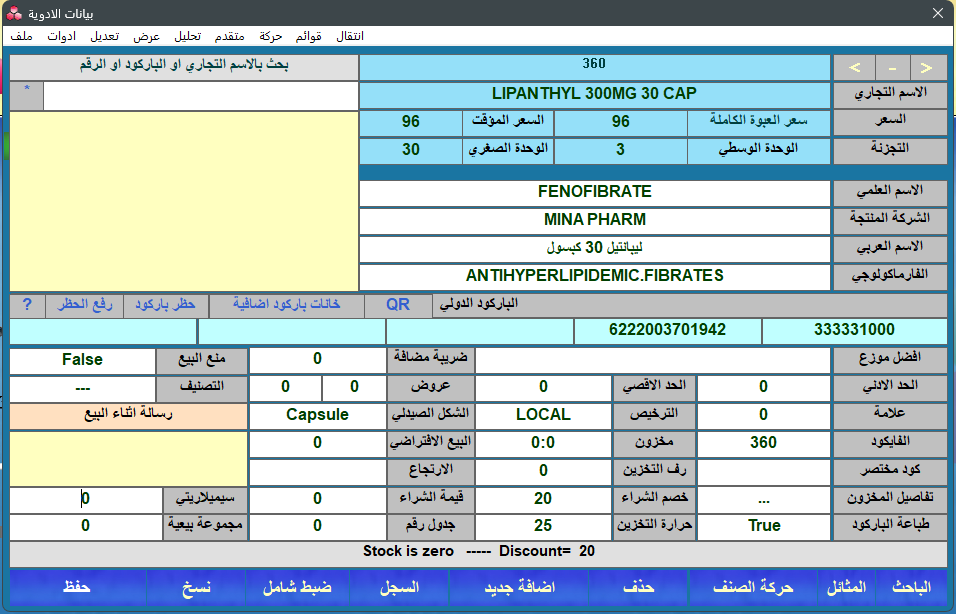 بيانات الادوية
ملف ادوات تعديل عرض تحليل متقدم حركة قوائم انتقال
بحث بالاسم التجاري او الباركود او الرقم
360
< - >
*
الاسم التجاري LIPANTHYL 300MG 30 CAP
السعر سعر العبوة الكاملة 96 السعر المؤقت 96
التجزئة الوحدة الوسطي 3 الوحدة الصغري 30
الاسم العلمي FENOFIBRATE
الشركة المنتجة MINA PHARM
الاسم العربي ليبانتيل 30 كبسول
الفارماكولوجي ANTIHYPERLIPIDEMIC.FIBRATES
الباركود الدولي QR خانات باركود اضافية حظر باركود رفع الحظر ?
333331000 6222003701942
افضل موزع ضريبة مضافة 0 منع البيع False
الحد الادني 0 الحد الاقصي 0 عروض 0 0 التصنيف ---
علامة 0 الترخيص LOCAL الشكل الصيدلي Capsule رسالة اثناء البيع
الفايكود 360 مخزون 0:0 البيع الافتراضي 0
كود مختصر رف التخزين 0 الارتجاع
تفاصيل المخزون ... خصم الشراء 20 قيمة الشراء 0 سيميلاريتي 0
طباعة الباركود True حرارة التخزين 25 جدول رقم 0 مجموعة بيعية 0
Stock is zero ----- Discount= 20
الباحث المثائل حركة الصنف حذف اضافة جديد السجل ضبط شامل نسخ حفظ